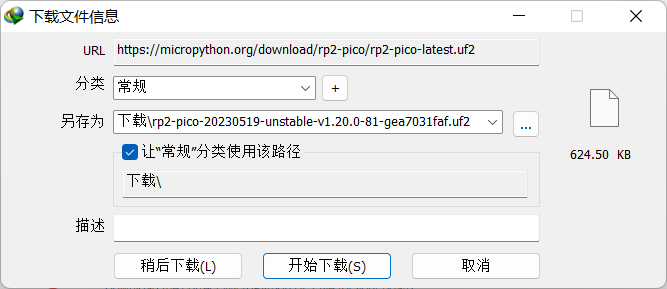 下载文件信息
URL https://micropython.org/download/rp2-pico/rp2-pico-latest.uf2
分类 常规 +
另存为 下载\rp2-pico-20230519-unstable-v1.20.0-81-gea7031faf.uf2 ...
624.50 KB
让“常规”分类使用该路径
下载\
描述
稍后下载(L) 开始下载(S) 取消